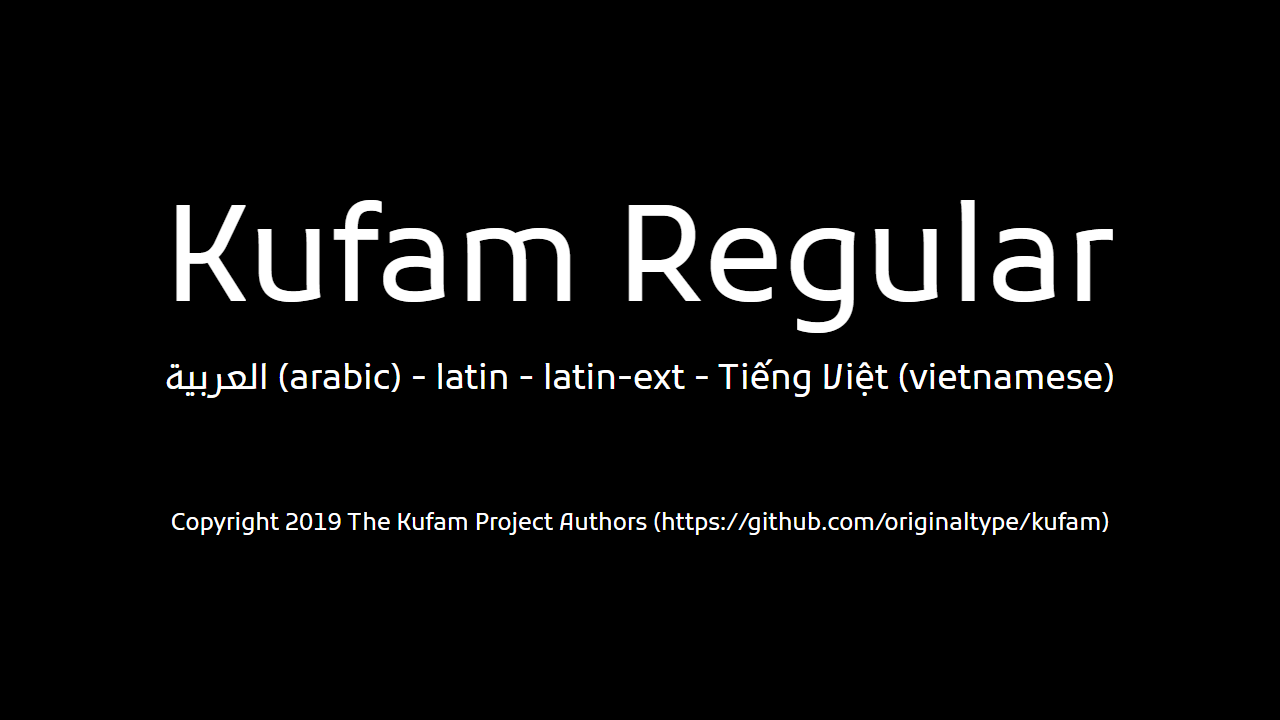 Kufam Regular
العربية (arabic) - latin - latin-ext - Tiếng Việt (vietnamese)
Copyright 2019 The Kufam Project Authors (https://github.com/originaltype/kufam)